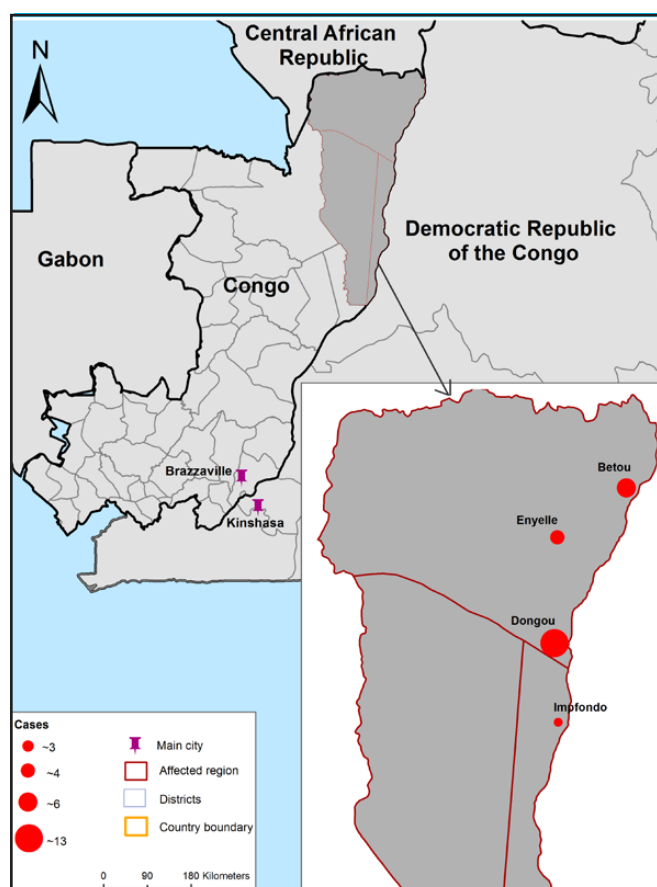 N
Central African
Republic
Gabon
Congo
Democratic Republic
of the Congo
Brazzaville
Kinshasa
Betou
Enyelle
Dongou
Impfondo
Cases
~3
~4
~6
~13
Main city
Affected region
Districts
Country boundary
0 90 180 Kilometers